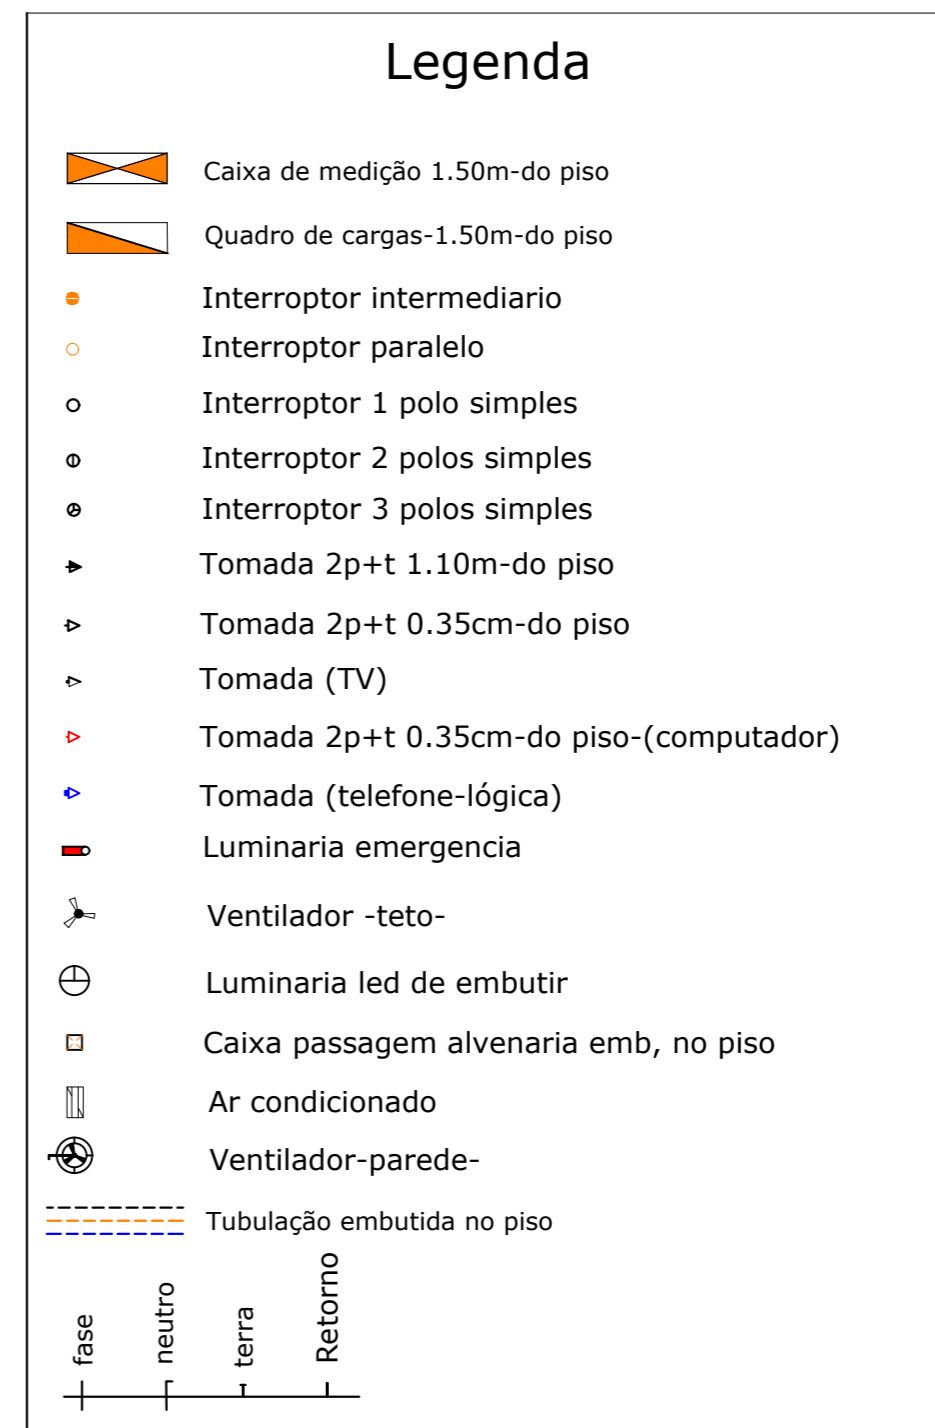 Legenda
Caixa de medição 1.50m-do piso
Quadro de cargas-1.50m-do piso
Interroptor intermediario
Interroptor paralelo
Interroptor 1 polo simples
Interroptor 2 polos simples
Interroptor 3 polos simples
Tomada 2p+t 1.10m-do piso
Tomada 2p+t 0.35cm-do piso
Tomada (TV)
Tomada 2p+t 0.35cm-do piso-(computador)
Tomada (telefone-lógica)
Luminaria emergencia
Ventilador -teto-
Luminaria led de embutir
Caixa passagem alvenaria emb, no piso
Ar condicionado
Ventilador-parede-
Tubulação embutida no piso
fase
neutro
terra
Retorno